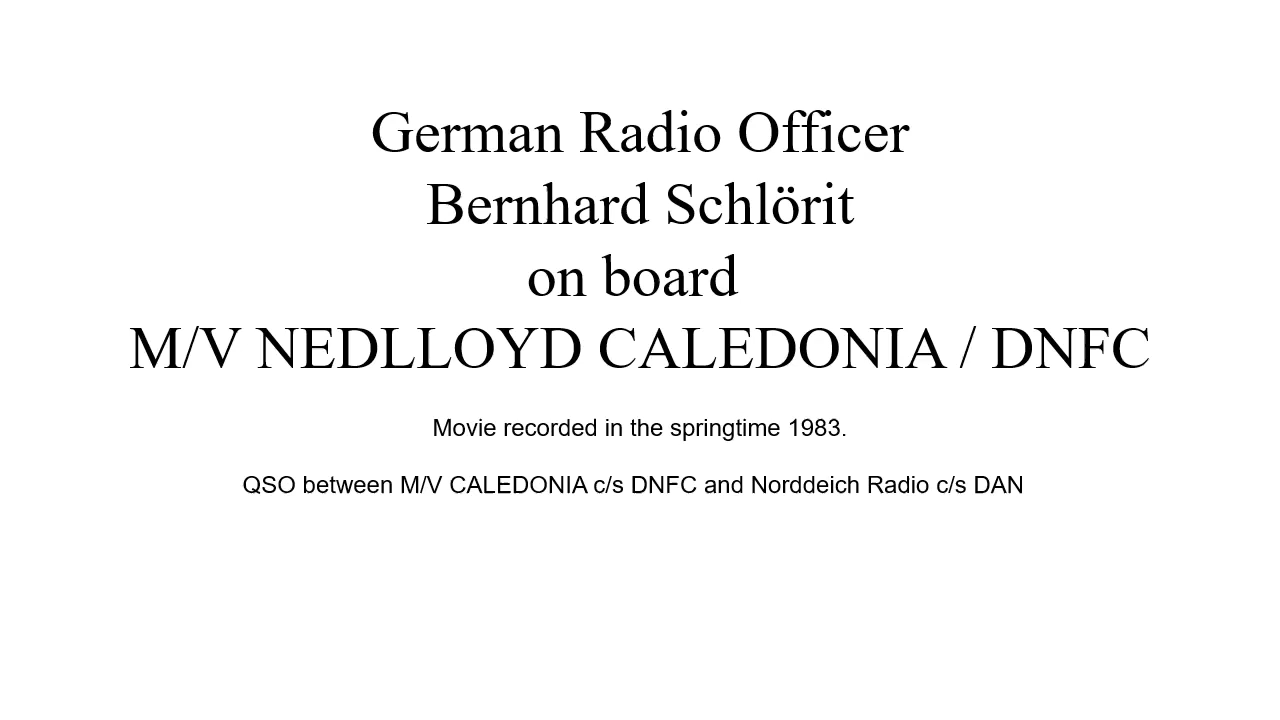 German Radio Officer
Bernhard Schlörit
on board
M/V NEDLLOYD CALEDONIA / DNFC
Movie recorded in the springtime 1983.
QSO between M/V CALEDONIA c/s DNFC and Norddeich Radio c/s DAN